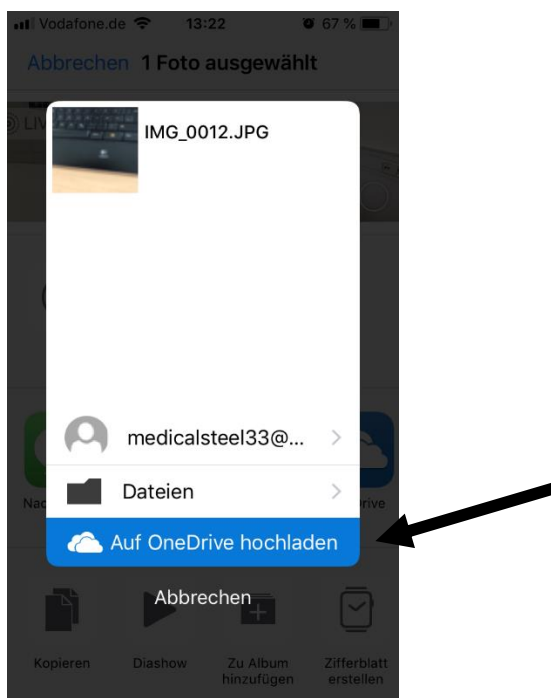 Vodafone.de 13:22 67 %
Abbrechen 1 Foto ausgewählt
LIV
IMG_0012.JPG
medicalsteel33@...
Dateien
Nac rive
Auf OneDrive hochladen
Abbrechen
Kopieren Diashow Zu Album hinzufügen Zifferblatt erstellen